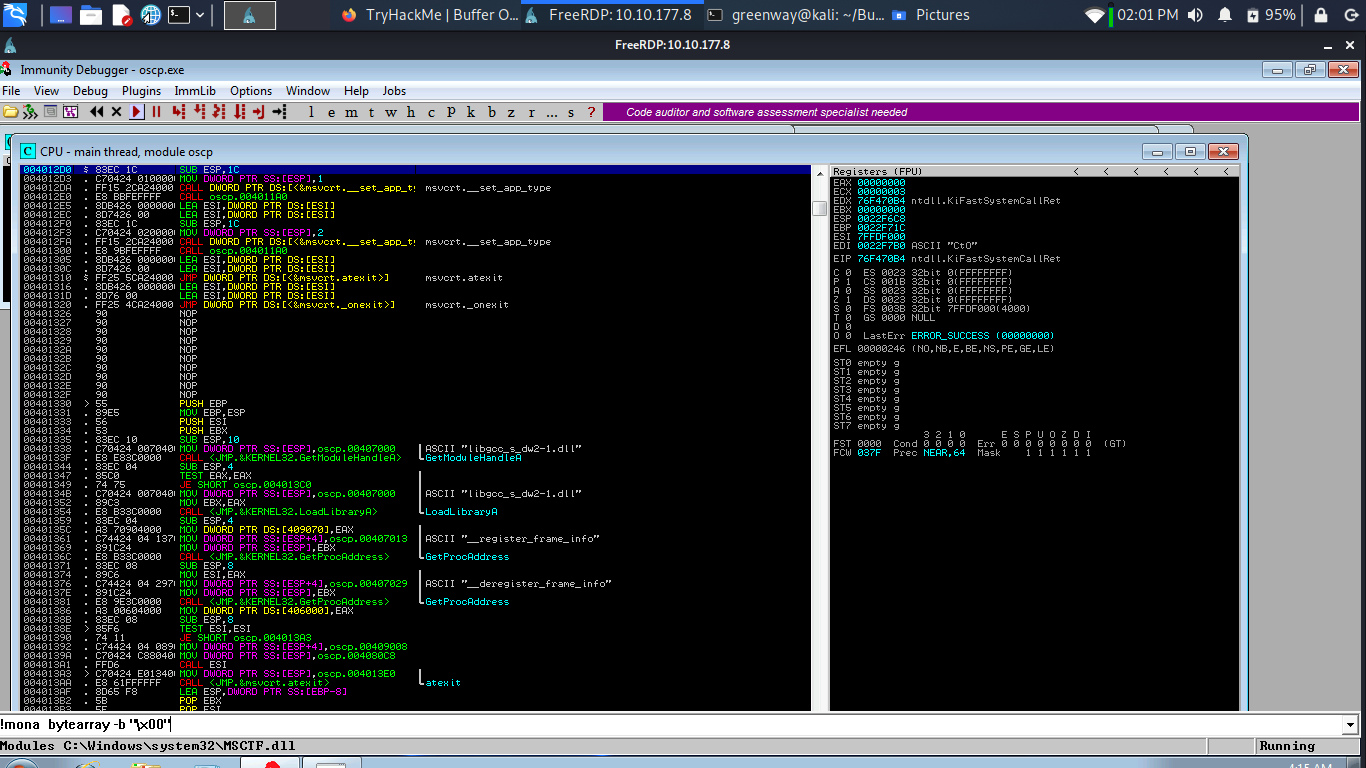 TryHackMe | Buffer O... FreeRDP: 10.10.177.8 greenway@kali: ~/Bu... Pictures 02:01 PM 95%
FreeRDP: 10.10.177.8
Immunity Debugger - oscp.exe
File View Debug Plugins ImmLib Options Window Help Jobs
l e m t w h c p k b z r ... s ? Code auditor and software assessment specialist needed
C CPU - main thread, module oscp
004012D0 $ 83EC 1C SUB ESP,1C
004012D3 . C70424 010000 MOV DWORD PTR SS:[ESP],1
004012DA . FF15 2CA24000 CALL DWORD PTR DS:[<&msvcrt.__set_app_ty msvcrt.__set_app_type
004012E0 . E8 BBFEFFFF CALL oscp.004011A0
004012E5 . 8DB426 000000 LEA ESI,DWORD PTR DS:[ESI]
004012EC . 8D7426 00 LEA ESI,DWORD PTR DS:[ESI]
004012F0 . 83EC 1C SUB ESP,1C
004012F3 . C70424 020000 MOV DWORD PTR SS:[ESP],2
004012FA . FF15 2CA24000 CALL DWORD PTR DS:[<&msvcrt.__set_app_ty msvcrt.__set_app_type
00401300 . E8 9BFEFFFF CALL oscp.004011A0
00401305 . 8DB426 000000 LEA ESI,DWORD PTR DS:[ESI]
0040130C . 8D7426 00 LEA ESI,DWORD PTR DS:[ESI]
00401310 $ FF25 5CA24000 JMP DWORD PTR DS:[<&msvcrt.atexit>] msvcrt.atexit
00401316 . 8DB426 000000 LEA ESI,DWORD PTR DS:[ESI]
0040131D . 8D76 00 LEA ESI,DWORD PTR DS:[ESI]
00401320 . FF25 4CA24000 JMP DWORD PTR DS:[<&msvcrt._onexit>] msvcrt._onexit
00401326 90 NOP
00401327 90 NOP
00401328 90 NOP
00401329 90 NOP
0040132A 90 NOP
0040132B 90 NOP
0040132C 90 NOP
0040132D 90 NOP
0040132E 90 NOP
0040132F 90 NOP
00401330 > 55 PUSH EBP
00401331 . 89E5 MOV EBP,ESP
00401333 . 56 PUSH ESI
00401334 . 53 PUSH EBX
00401335 . 83EC 10 SUB ESP,10
00401338 . C70424 007040 MOV DWORD PTR SS:[ESP],oscp.00407000 ASCII "libgcc_s_dw2-1.dll"
0040133F . E8 E83C0000 CALL <JMP.&KERNEL32.GetModuleHandleA> GetModuleHandleA
00401344 . 83EC 04 SUB ESP,4
00401347 . 85C0 TEST EAX,EAX
00401349 . 74 75 JE SHORT oscp.004013C0
0040134B . C70424 007040 MOV DWORD PTR SS:[ESP],oscp.00407000 ASCII "libgcc_s_dw2-1.dll"
00401352 . 89C3 MOV EBX,EAX
00401354 . E8 B33C0000 CALL <JMP.&KERNEL32.LoadLibraryA> LoadLibraryA
00401359 . 83EC 04 SUB ESP,4
0040135C . A3 70904000 MOV DWORD PTR DS:[409070],EAX
00401361 . C74424 04 1370 MOV DWORD PTR SS:[ESP+4],oscp.00407013 ASCII "__register_frame_info"
00401369 . 891C24 MOV DWORD PTR SS:[ESP],EBX
0040136C . E8 B33C0000 CALL <JMP.&KERNEL32.GetProcAddress> GetProcAddress
00401371 . 83EC 08 SUB ESP,8
00401374 . 89C6 MOV ESI,EAX
00401376 . C74424 04 2970 MOV DWORD PTR SS:[ESP+4],oscp.00407029 ASCII "__deregister_frame_info"
0040137E . 891C24 MOV DWORD PTR SS:[ESP],EBX
00401381 . E8 9E3C0000 CALL <JMP.&KERNEL32.GetProcAddress> GetProcAddress
00401386 . A3 00604000 MOV DWORD PTR DS:[406000],EAX
0040138B . 83EC 08 SUB ESP,8
0040138E > 85F6 TEST ESI,ESI
00401390 . 74 11 JE SHORT oscp.004013A3
00401392 . C74424 04 0890 MOV DWORD PTR SS:[ESP+4],oscp.00409008
0040139A . C70424 C88040 MOV DWORD PTR SS:[ESP],oscp.004080C8
004013A1 . FFD6 CALL ESI
004013A3 > C70424 E01340 MOV DWORD PTR SS:[ESP],oscp.004013E0
004013AA . E8 61FFFFFF CALL <&msvcrt.atexit> atexit
004013AF . 8D65 F8 LEA ESP,DWORD PTR SS:[EBP-8]
004013B2 . 5B POP EBX
004013B3 . 5E POP ESI
Registers (FPU) < < < < < <
EAX 00000000
ECX 00000003
EDX 76F470B4 ntdll.KiFastSystemCallRet
EBX 00000000
ESP 0022F6C8
EBP 0022F71C
ESI 7FFDF000
EDI 0022F7B0 ASCII "CtO"
EIP 76F470B4 ntdll.KiFastSystemCallRet
C 0 ES 0023 32bit 0(FFFFFFFF)
P 1 CS 001B 32bit 0(FFFFFFFF)
A 0 SS 0023 32bit 0(FFFFFFFF)
Z 1 DS 0023 32bit 0(FFFFFFFF)
S 0 FS 003B 32bit 7FFDF000(4000)
T 0 GS 0000 NULL
D 0
O 0 LastErr ERROR_SUCCESS (00000000)
EFL 00000246 (NO,NB,E,BE,NS,PE,GE,LE)
ST0 empty g
ST1 empty g
ST2 empty g
ST3 empty g
ST4 empty g
ST5 empty g
ST6 empty g
ST7 empty g
3 2 1 0 E S P U O Z D I
FST 0000 Cond 0 0 0 0 Err 0 0 0 0 0 0 0 0 (GT)
FCW 037F Prec NEAR,64 Mask 1 1 1 1 1 1
!mona bytearray -b "\x00"
Modules C:\Windows\system32\MSCTF.dll Running
4:15 AM